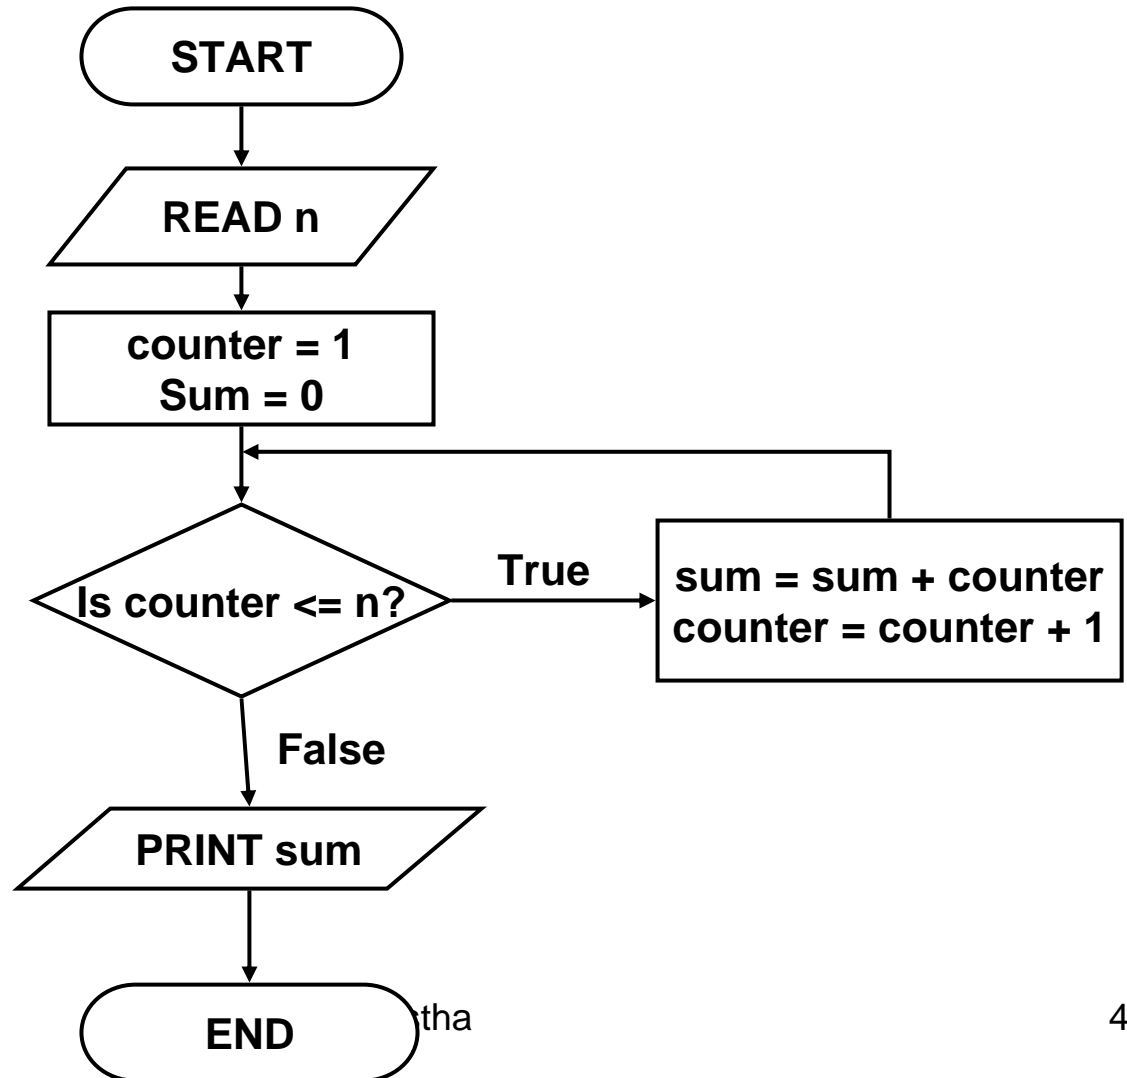 START
READ n
counter = 1
Sum = 0
Is counter <= n?
True
sum = sum + counter
counter = counter + 1
False
PRINT sum
END
4